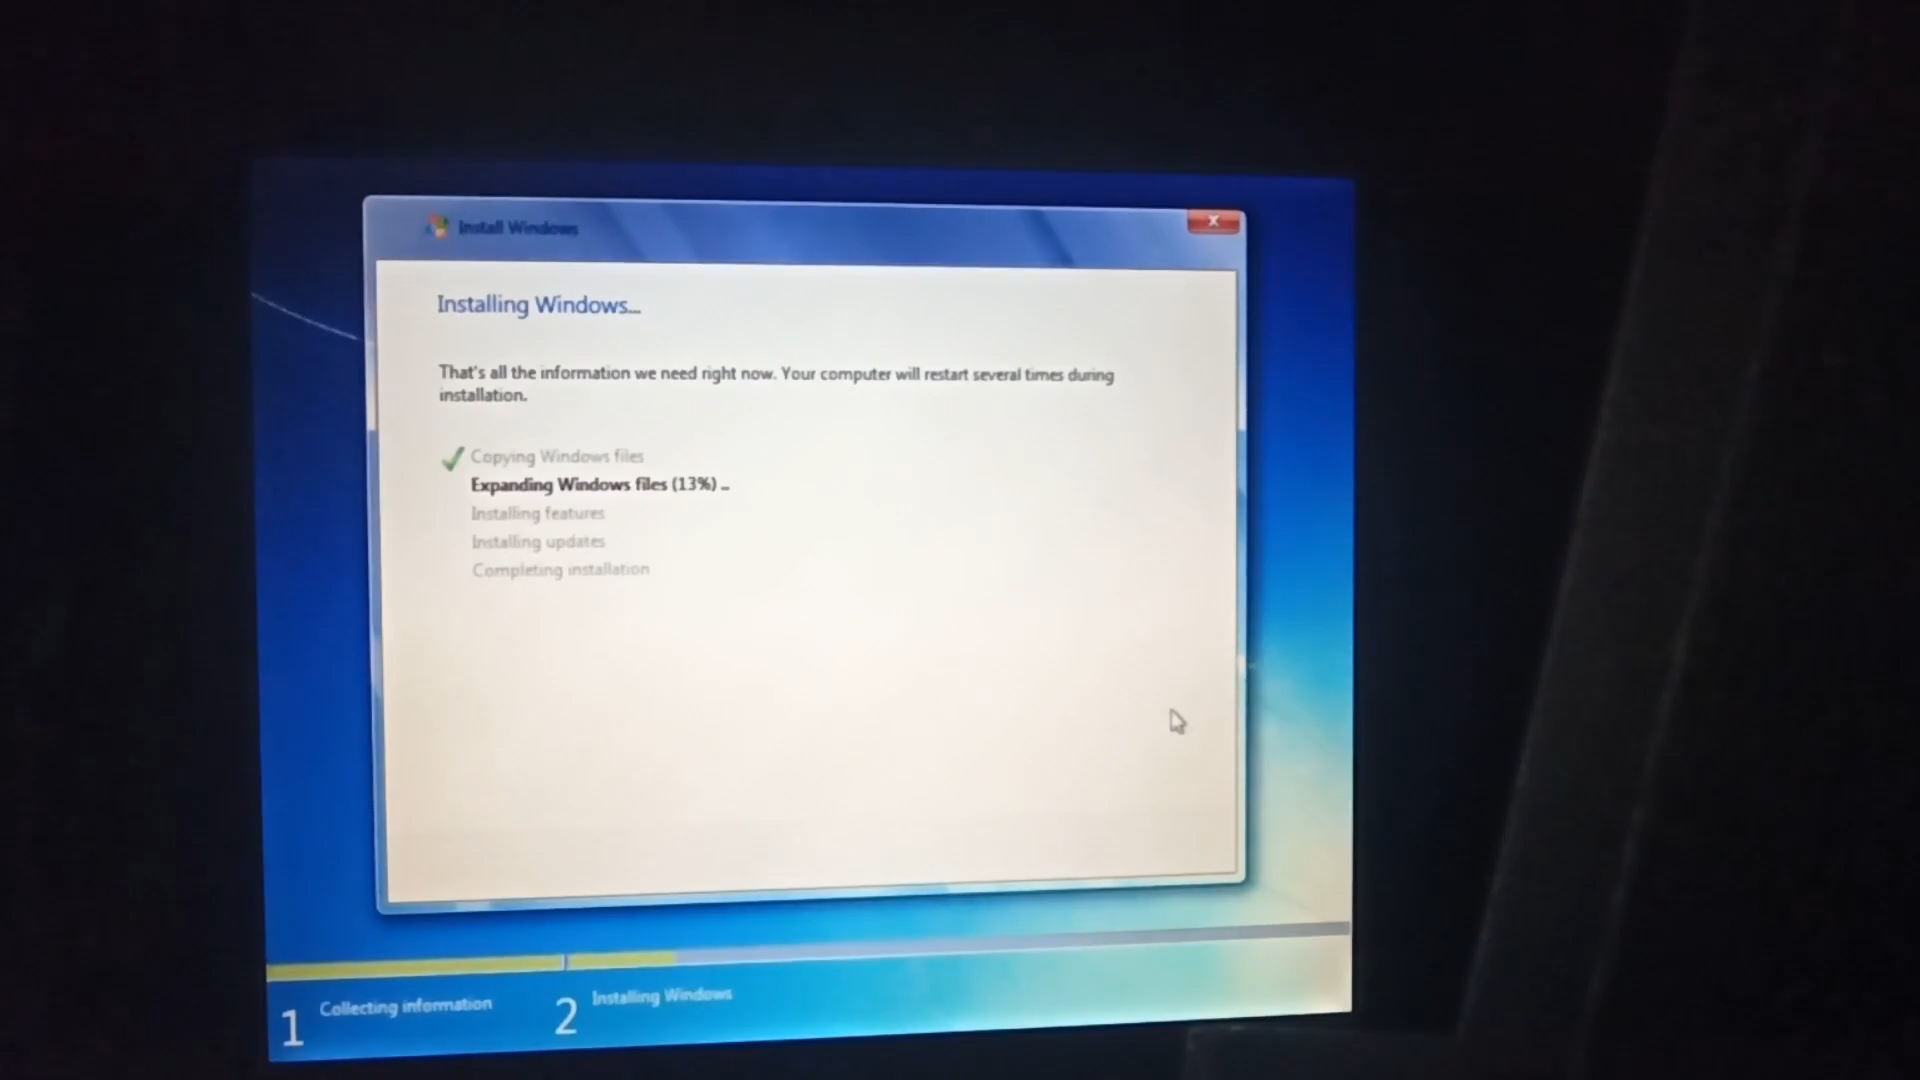 Install Windows
Installing Windows...
That's all the information we need right now. Your computer will restart several times during
installation.
Copying Windows files
Expanding Windows files (13%) ...
Installing features
Installing updates
Completing installation
1 Collecting information
2 Installing Windows